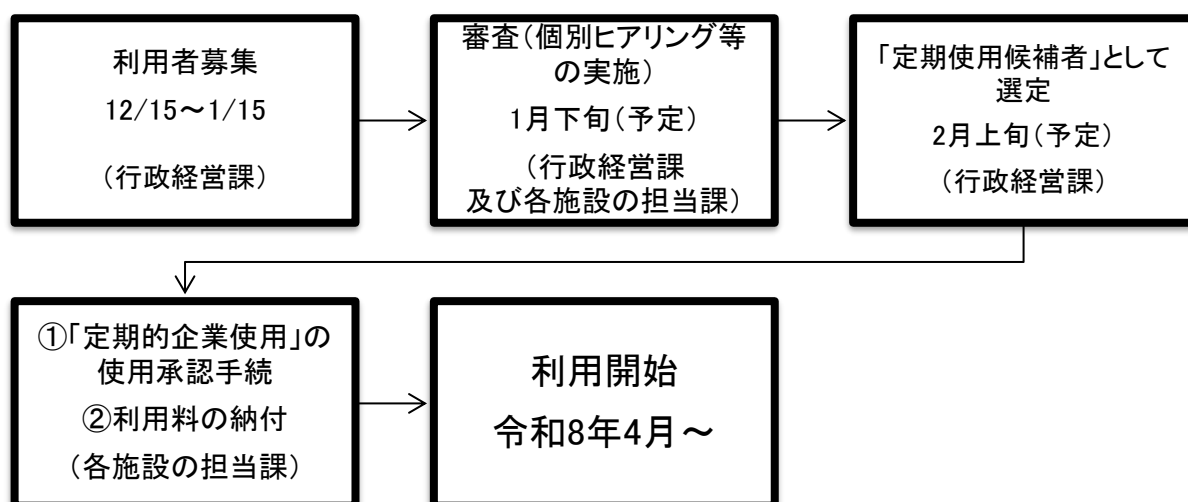 利用者募集
12/15～1/15
(行政経営課)
審査(個別ヒアリング等
の実施)
1月下旬(予定)
(行政経営課
及び各施設の担当課)
「定期使用候補者」として
選定
2月上旬(予定)
(行政経営課)
①「定期的企業使用」の
使用承認手続
②利用料の納付
(各施設の担当課)
利用開始
令和8年4月～